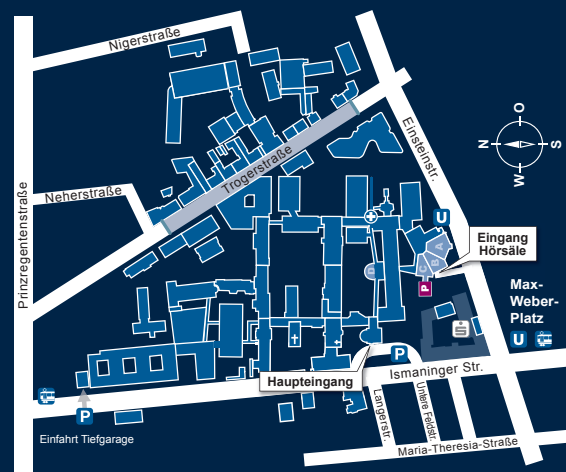 Nigerstraße
Prinzregentenstraße
Neherstraße
Trogerstraße
Einsteinstr.
O
N
S
W
U
Eingang
Hörsäle
A
B
C
D
P
Max-
Weber-
Platz
U
S
P
Haupteingang
Ismaninger Str.
Langerstr.
Untere Feldstr.
Maria-Theresia-Straße
P
Einfahrt Tiefgarage